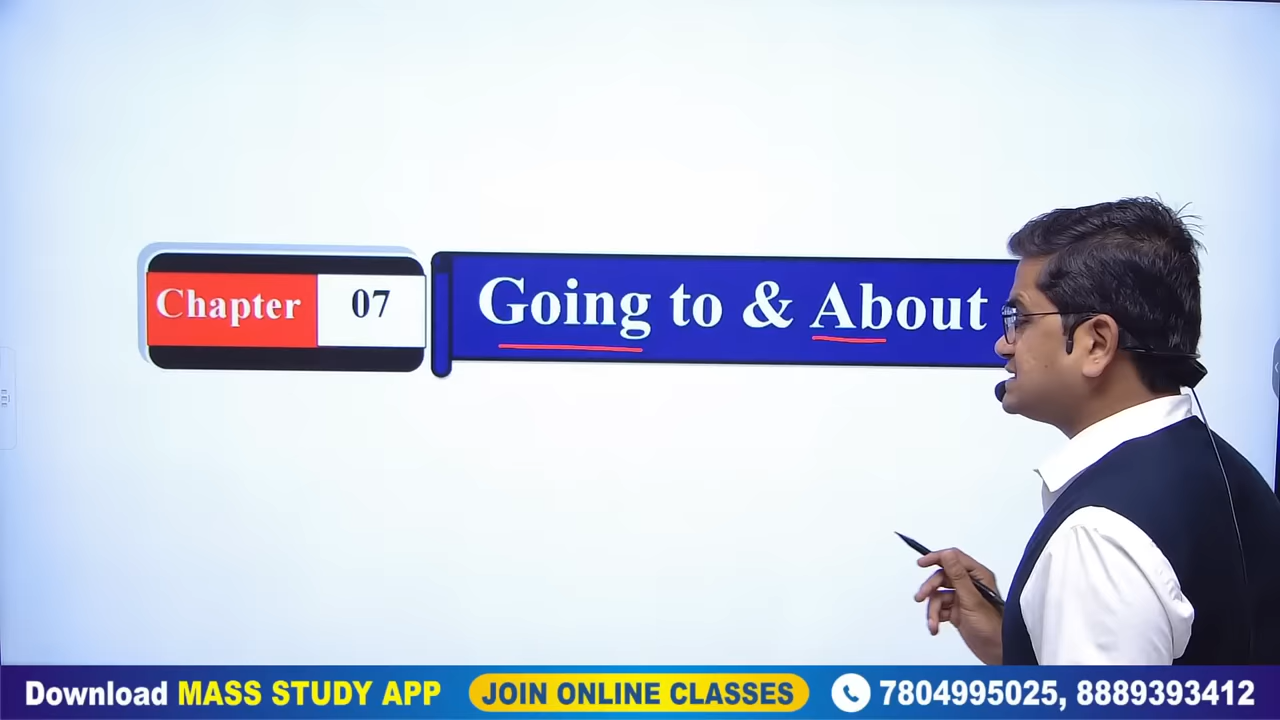 Chapter 07 Going to & About
Download MASS STUDY APP JOIN ONLINE CLASSES 7804995025, 8889393412